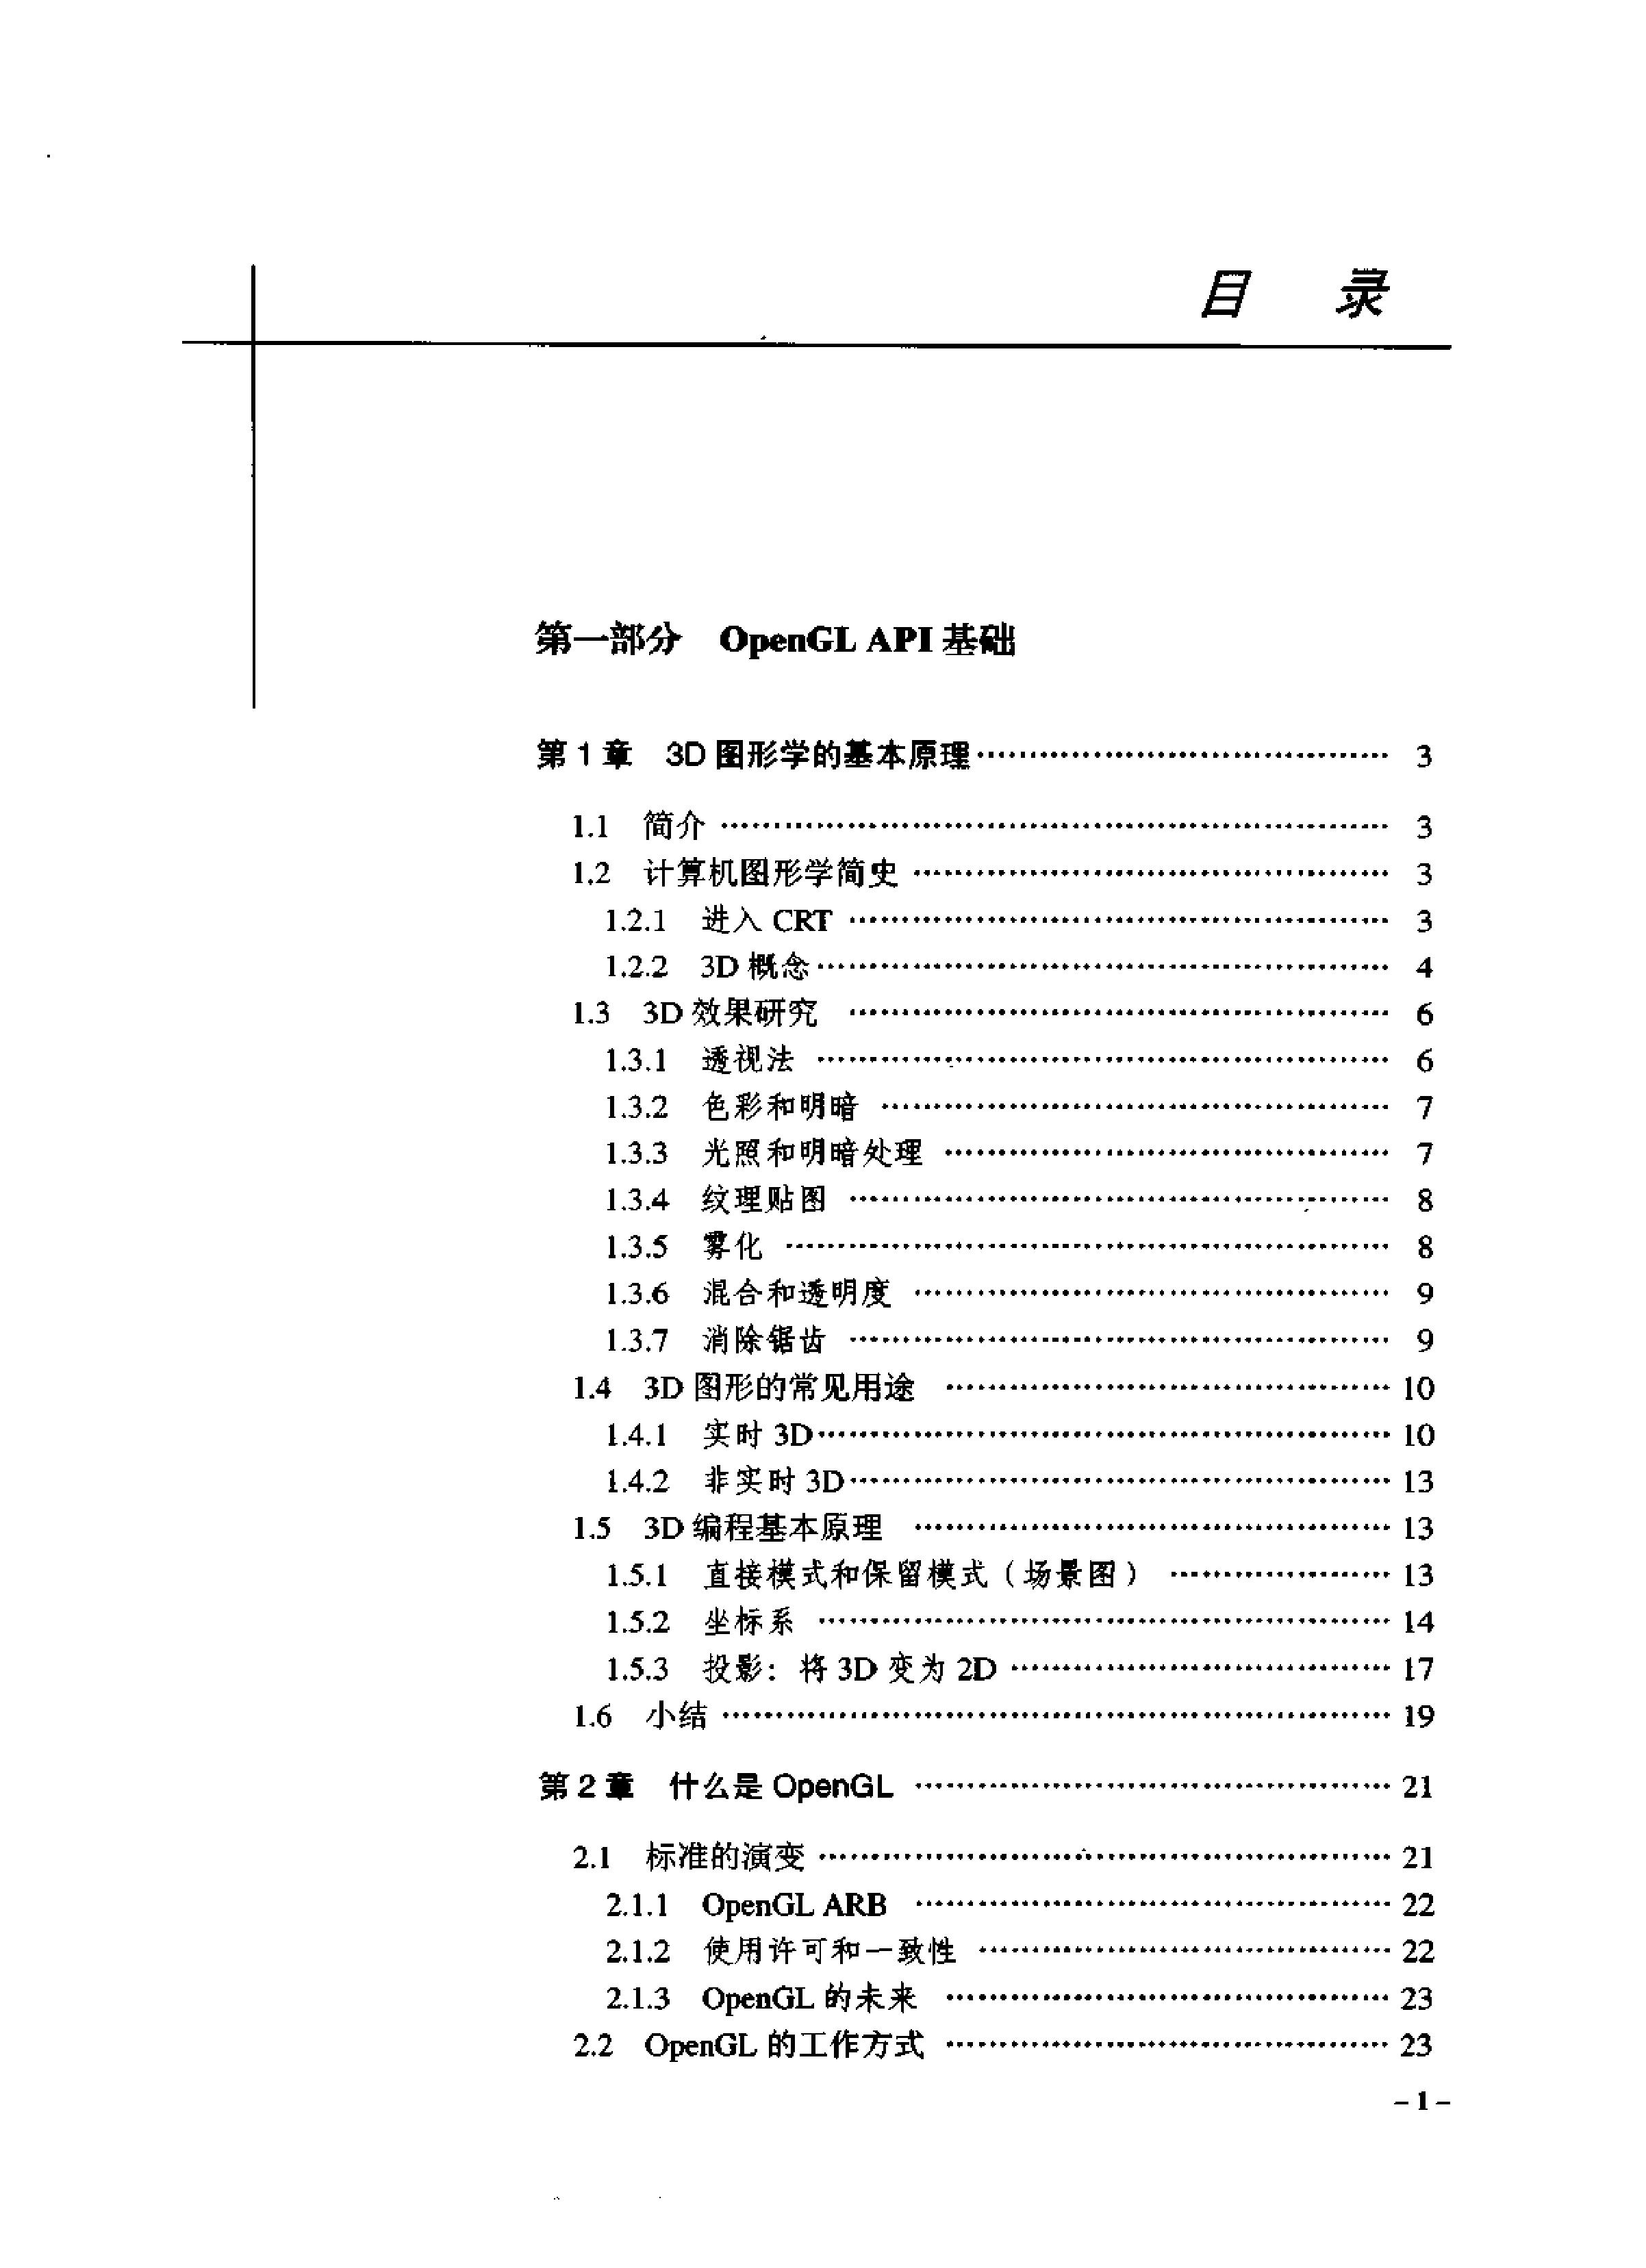 目 录
第一部分 OpenGL API 基础
第 1 章 3D 图形学的基本原理 …… 3
1.1 简介 …… 3
1.2 计算机图形学简史 …… 3
1.2.1 进入 CRT …… 3
1.2.2 3D 概念 …… 4
1.3 3D 效果研究 …… 6
1.3.1 透视法 …… 6
1.3.2 色彩和明暗 …… 7
1.3.3 光照和明暗处理 …… 7
1.3.4 纹理贴图 …… 8
1.3.5 雾化 …… 8
1.3.6 混合和透明度 …… 9
1.3.7 消除锯齿 …… 9
1.4 3D 图形的常见用途 …… 10
1.4.1 实时 3D …… 10
1.4.2 非实时 3D …… 13
1.5 3D 编程基本原理 …… 13
1.5.1 直接模式和保留模式（场景图） …… 13
1.5.2 坐标系 …… 14
1.5.3 投影：将 3D 变为 2D …… 17
1.6 小结 …… 19
第 2 章 什么是 OpenGL …… 21
2.1 标准的演变 …… 21
2.1.1 OpenGL ARB …… 22
2.1.2 使用许可和一致性 …… 22
2.1.3 OpenGL 的未来 …… 23
2.2 OpenGL 的工作方式 …… 23
– 1 –